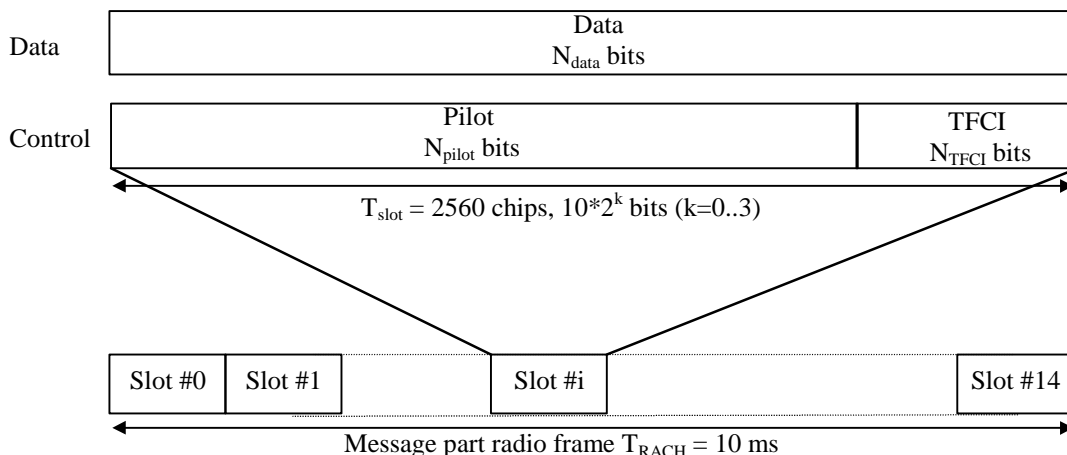 Data
Data
N_data bits
Control
Pilot
N_pilot bits
TFCI
N_TFCI bits
T_slot = 2560 chips, 10*2^k bits (k=0..3)
Slot #0
Slot #1
Slot #i
Slot #14
Message part radio frame T_RACH = 10 ms